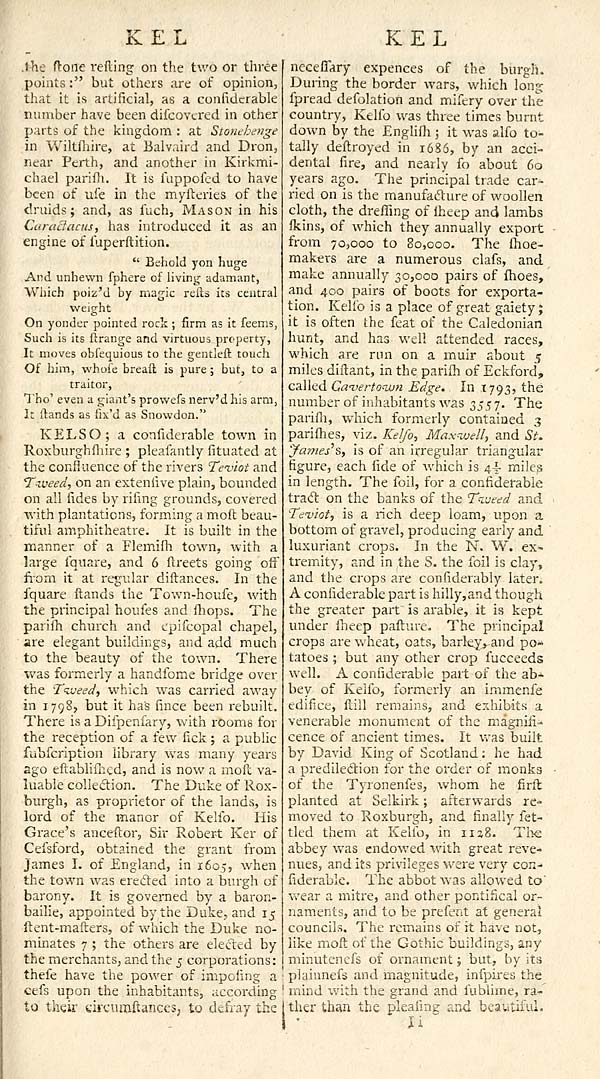 KEL
the ſtone reſting on the two or three
points:” but others are of opinion,
that it is artificial, as a conſiderable
number have been diſcovered in other
parts of the kingdom : at Stonehenge
in Wiltſhire, at Balvaird and Dron,
near Perth, and another in Kirkmi-
chael pariſh. It is ſuppoſed to have
been of uſe in the myſteries of the
druids; and, as ſuch, MASON in his
Caractacus, has introduced it as an
engine of ſuperſtition.
“ Behold yon huge
And unhewn ſphere of living adamant,
Which poiz’d by magic reſts its central
weight
On yonder pointed rock ; firm as it ſeems,
Such is its ſtrange and virtuous property,
It moves obſequious to the gentleſt touch
Of him, whoſe breaſt is pure ; but, to a
traitor,
Tho’ even a giant’s proweſs nerv’d his arm,
It ſtands as fix’d as Snowdon.”
KELSO; a conſiderable town in
Roxburghſhire ; pleaſantly ſituated at
the confluence of the rivers Teviot and
Tweed, on an extenſive plain, bounded
on all ſides by riſing grounds, covered
with plantations, forming a moſt beau-
tiful amphitheatre. It is built in the
manner of a Flemiſh town, with a
large ſquare, and 6 ſtreets going off
from it at regular diſtances. In the
ſquare ſtands the Town-houſe, with
the principal houſes and ſhops. The
pariſh church and epiſcopal chapel,
are elegant buildings, and add much
to the beauty of the town. There
was formerly a handſome bridge over
the Tweed, which was carried away
in 1798, but it has ſince been rebuilt.
There is a Diſpenſary, with rooms for
the reception of a few ſick ; a public
ſubſcription library was many years
ago eſtabliſhed, and is now a moſt va-
luable collection. The Duke of Rox-
burgh, as proprietor of the lands, is
lord of the manor of Kelſo. His
Grace’s anceſtor, Sir Robert Ker of
Ceſsford, obtained the grant from
James I. of England, in 1605, when
the town was erected into a burgh of
barony. It is governed by a baron-
bailie, appointed by the Duke, and 15
ſtent-maſters, of which the Duke no-
minates 7 ; the others are elected by
the merchants, and the 5 corporations:
theſe have the power of impoſing a
ceſs upon the inhabitants, according
to their circumſtances, to defray the
KEL
neceſſary expences of the burgh.
During the border wars, which long
ſpread deſolation and miſery over the
country, Kelſo was three times burnt
down by the Engliſh ; it was alſo to-
tally deſtroyed in 1686, by an acci-
dental fire, and nearly ſo about 60
years ago. The principal trade car-
ried on is the manufacture of woollen
cloth, the dreſſing of ſheep and lambs
ſkins, of which they annually export
from 70,000 to 80,000. The ſhoe-
makers are a numerous claſs, and
make annually 30,000 pairs of ſhoes,
and 400 pairs of boots for exporta-
tion. Kelſo is a place of great gaiety ;
it is often the ſeat of the Caledonian
hunt, and has well attended races,
which are run on a muir about 5
miles diſtant, in the pariſh of Eckford,
called Cavertown Edge. In 1793, the
number of inhabitants was 3557. The
pariſh, which formerly contained 3
pariſhes, viz. Kelſo, Maxwell, and St.
James’s, is of an irregular triangular
figure, each ſide of which is 4½ miles
in length. The ſoil, for a conſiderable
tract on the banks of the Tweed and
Teviot, is a rich deep loam, upon a
bottom of gravel, producing early and
luxuriant crops. In the N. W. ex-
tremity, and in the S. the ſoil is clay,
and the crops are conſiderably later.
A conſiderable part is hilly, and though
the greater part is arable, it is kept
under ſheep paſture. The principal
crops are wheat, oats, barley, and po-
tatoes ; but any other crop ſucceeds
well. A conſiderable part of the ab-
bey of Kelſo, formerly an immenſe
edifice, ſtill remains, and exhibits a
venerable monument of the magnifi-
cence of ancient times. It was built
by David King of Scotland: he had
a predilection for the order of monks
of the Tyronenſes, whom he firſt
planted at Selkirk ; afterwards re-
moved to Roxburgh, and finally ſet-
tled them at Kelſo, in 1128. The
abbey was endowed with great reve-
nues, and its privileges were very con-
ſiderable. The abbot was allowed to
wear a mitre, and other pontifical or-
naments, and to be preſent at general
councils. The remains of it have not,
like moſt of the Gothic buildings, any
minuteneſs of ornament ; but, by its
plainneſs and magnitude, inſpires the
mind with the grand and ſublime, ra-
ther than the pleaſing and beautiful.
Ii